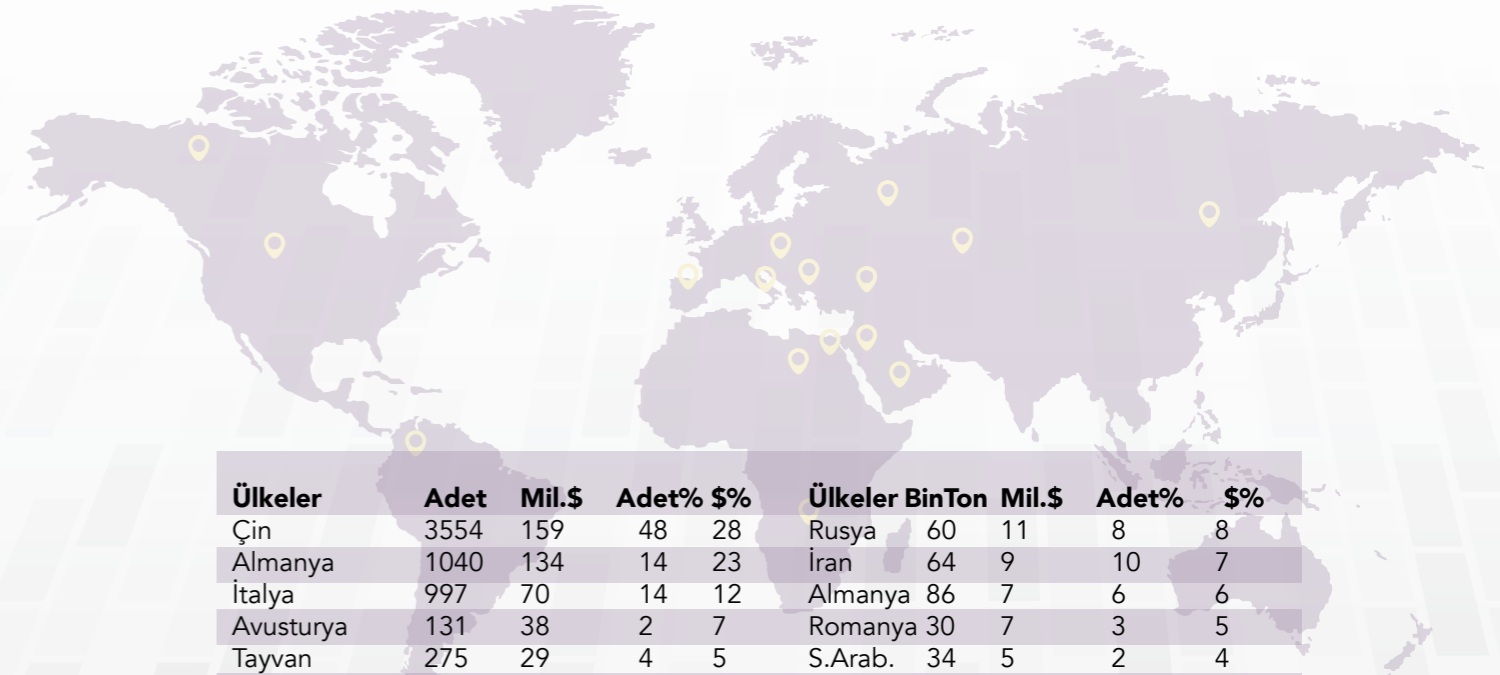 Ülkeler Adet Mil.$ Adet% $% Ülkeler BinTon Mil.$ Adet% $%
Çin 3554 159 48 28 Rusya 60 11 8 8
Almanya 1040 134 14 23 İran 64 9 10 7
İtalya 997 70 14 12 Almanya 86 7 6 6
Avusturya 131 38 2 7 Romanya 30 7 3 5
Tayvan 275 29 4 5 S.Arab. 34 5 2 4